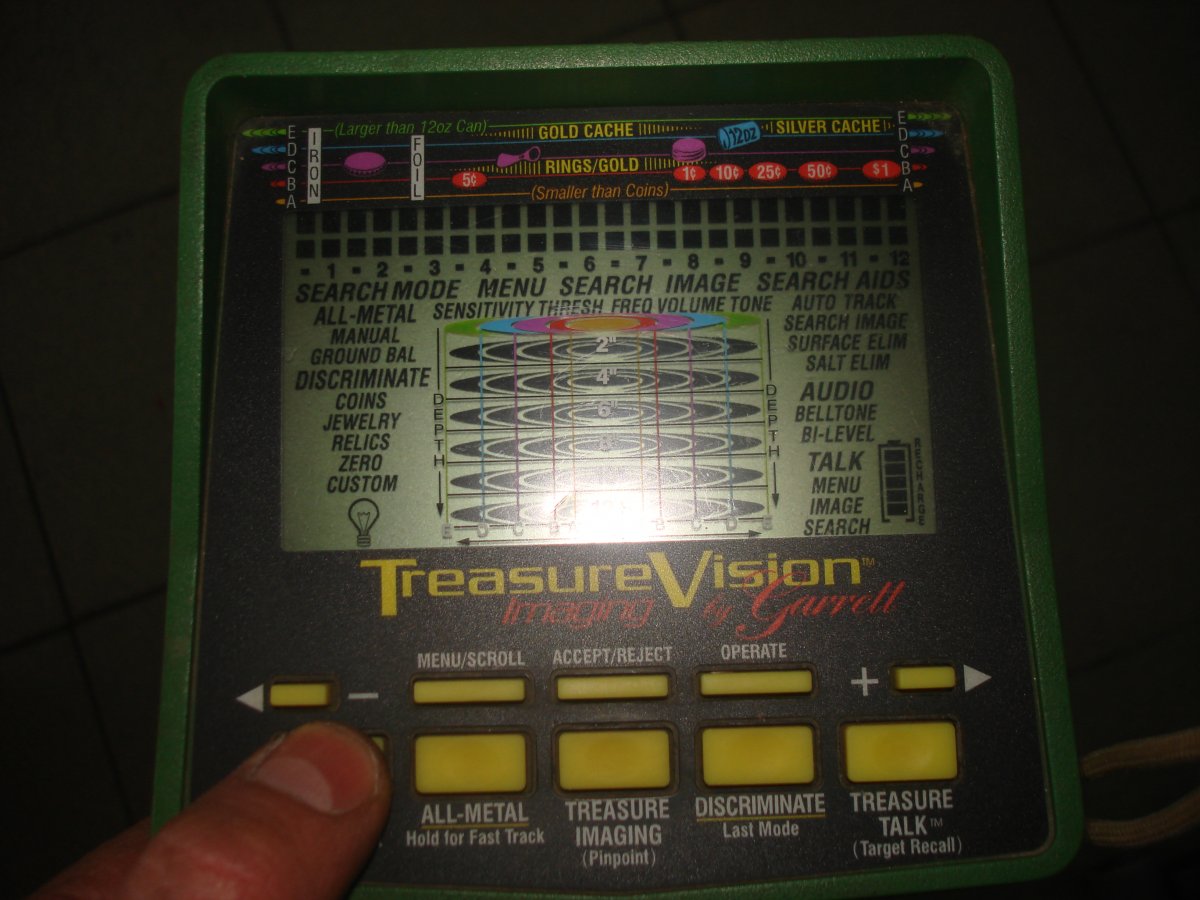 E
D
C
B
A
IRON
(Larger than 12oz Can)
GOLD CACHE
12oz
SILVER CACHE
E
D
C
B
A
FOIL
RINGS/GOLD
5¢
1¢ 10¢ 25¢ 50¢ $1
(Smaller than Coins)
- 1 - 2 - 3 - 4 - 5 - 6 - 7 - 8 - 9 - 10 - 11 - 12
SEARCH MODE MENU SEARCH IMAGE SEARCH AIDS
SENSITIVITY THRESH FREQ VOLUME TONE
ALL-METAL
MANUAL
GROUND BAL
DISCRIMINATE
COINS
JEWELRY
RELICS
ZERO
CUSTOM
DEPTH
2"
4"
6"
8"
DEPTH
E D C B B C D E
AUTO TRACK
SEARCH IMAGE
SURFACE ELIM
SALT ELIM
AUDIO
BELLTONE
BI-LEVEL
TALK
MENU
IMAGE
SEARCH
RECHARGE
TreasureVision™
Imaging by Garrett
MENU/SCROLL ACCEPT/REJECT OPERATE
− +
ALL-METAL
Hold for Fast Track
TREASURE
IMAGING
(Pinpoint)
DISCRIMINATE
Last Mode
TREASURE
TALK™
(Target Recall)